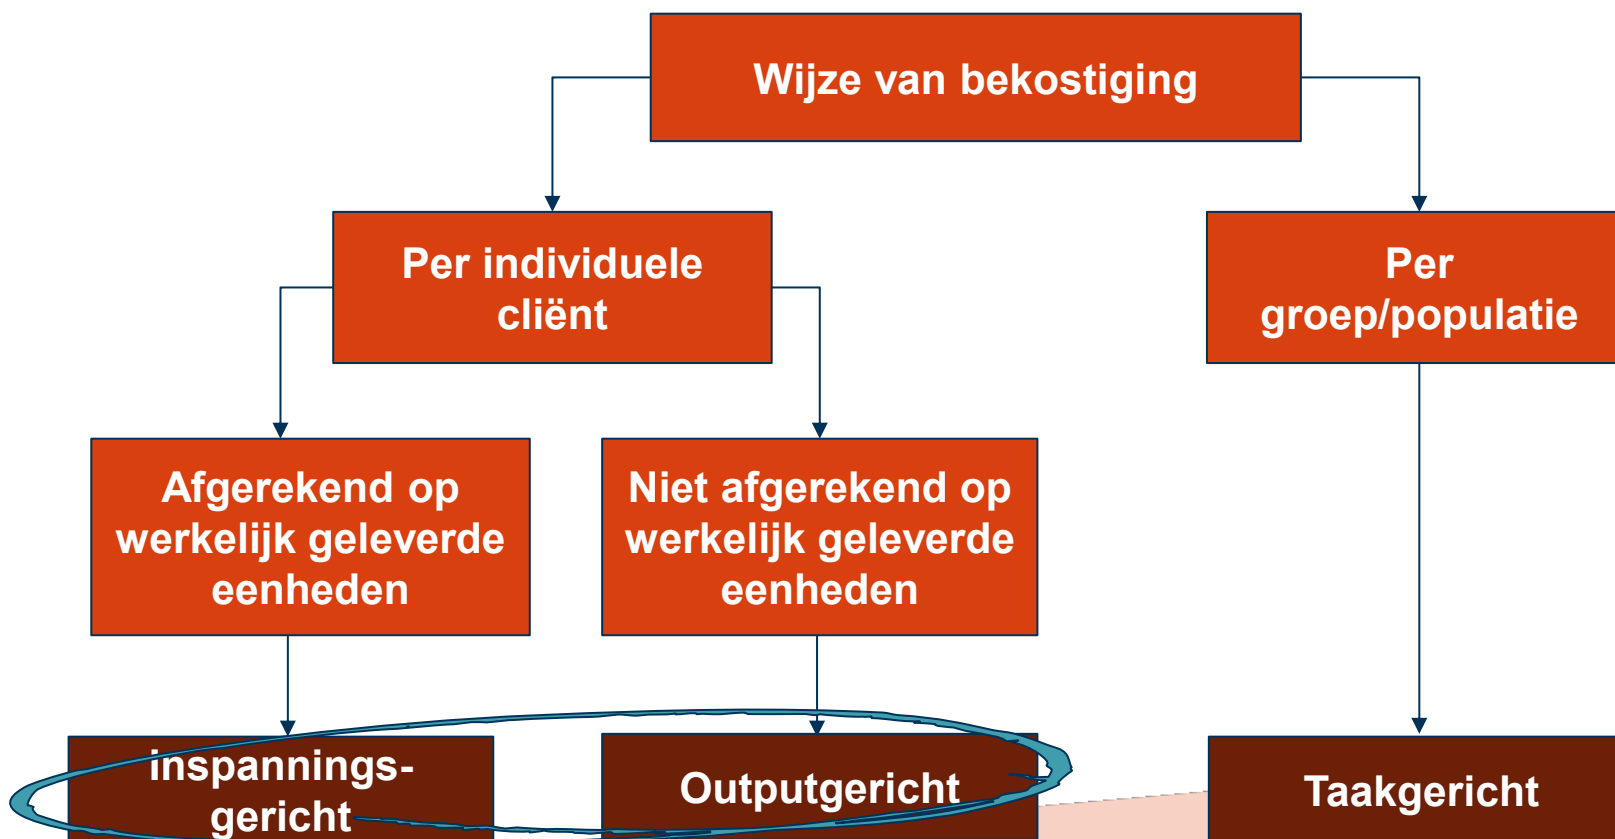 Wijze van bekostiging
Per individuele
cliënt
Per
groep/populatie
Afgerekend op
werkelijk geleverde
eenheden
Niet afgerekend op
werkelijk geleverde
eenheden
inspannings-
gericht
Outputgericht
Taakgericht